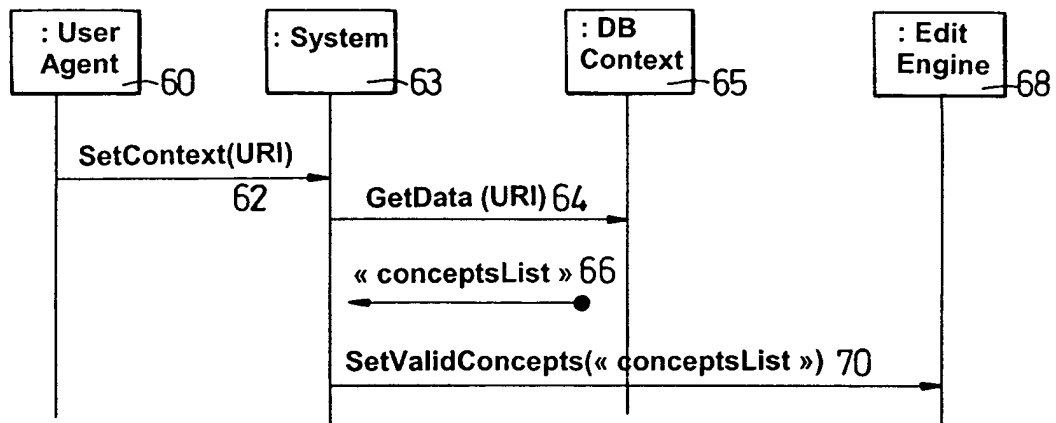 : User
Agent
60
: System
63
: DB
Context
65
: Edit
Engine
68
SetContext(URI)
62
GetData (URI) 64
« conceptsList » 66
SetValidConcepts(« conceptsList ») 70